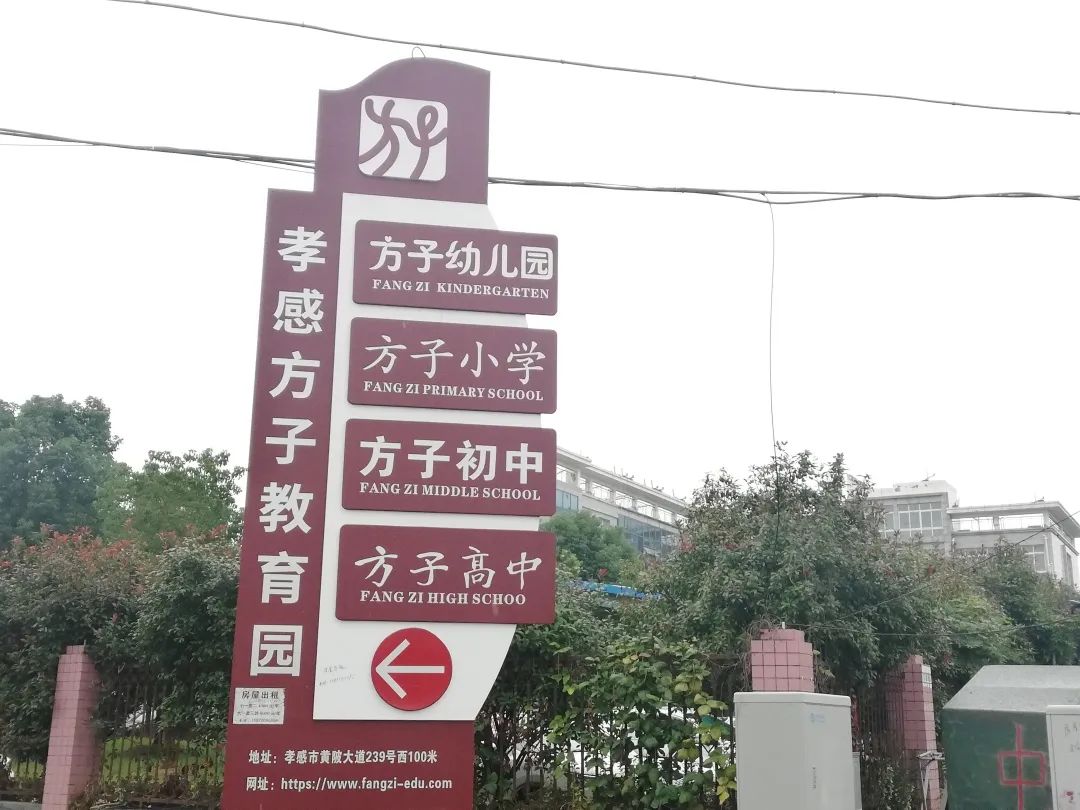 方子
孝感方子教育园
方子幼儿园
FANG ZI KINDERGARTEN
方子小学
FANG ZI PRIMARY SCHOOL
方子初中
FANG ZI MIDDLE SCHOOL
方子高中
FANG ZI HIGH SCHOO
房屋出租
地址：孝感市黄陂大道239号西100米
网址：https://www.fangzi-edu.com
中